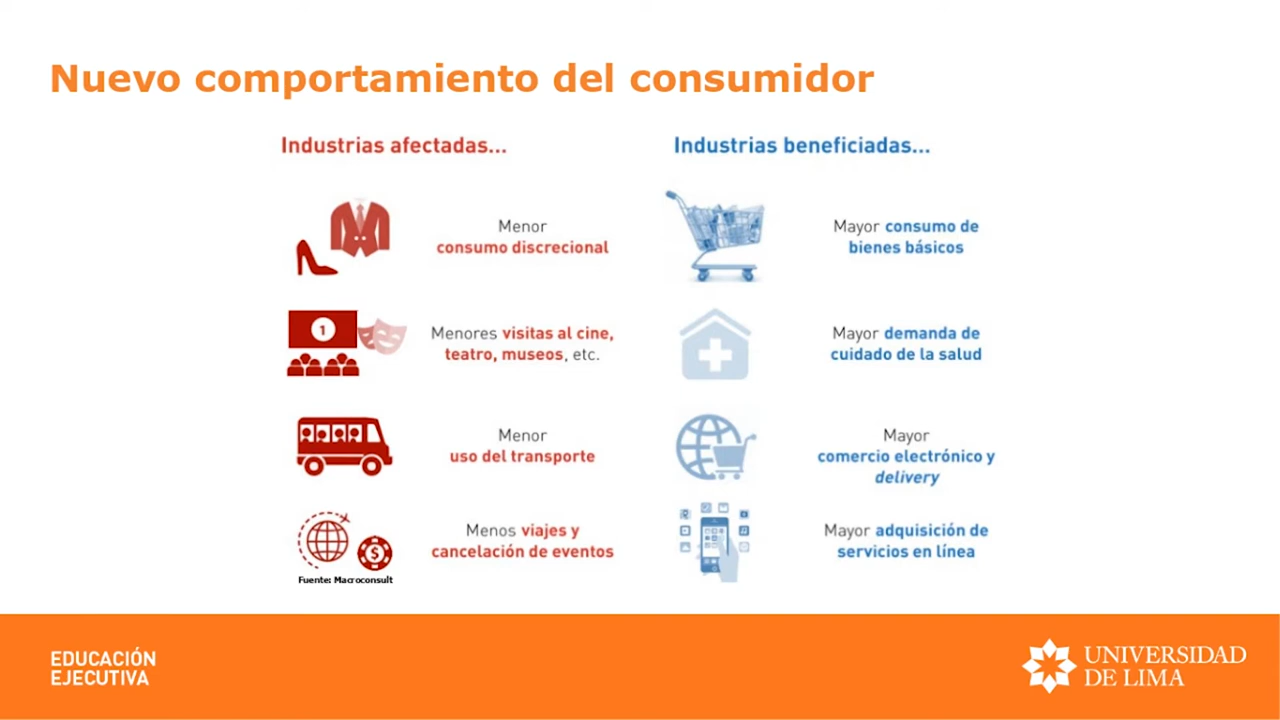 Nuevo comportamiento del consumidor
Industrias afectadas...
Menor
consumo discrecional
1
Menores visitas al cine,
teatro, museos, etc.
Menor
uso del transporte
Menos viajes y
cancelación de eventos
$
Fuente: Macroconsult
Industrias beneficiadas...
Mayor consumo de
bienes básicos
Mayor demanda de
cuidado de la salud
Mayor
comercio electrónico y
delivery
Mayor adquisición de
servicios en línea
EDUCACIÓN
EJECUTIVA
UNIVERSIDAD
DE LIMA